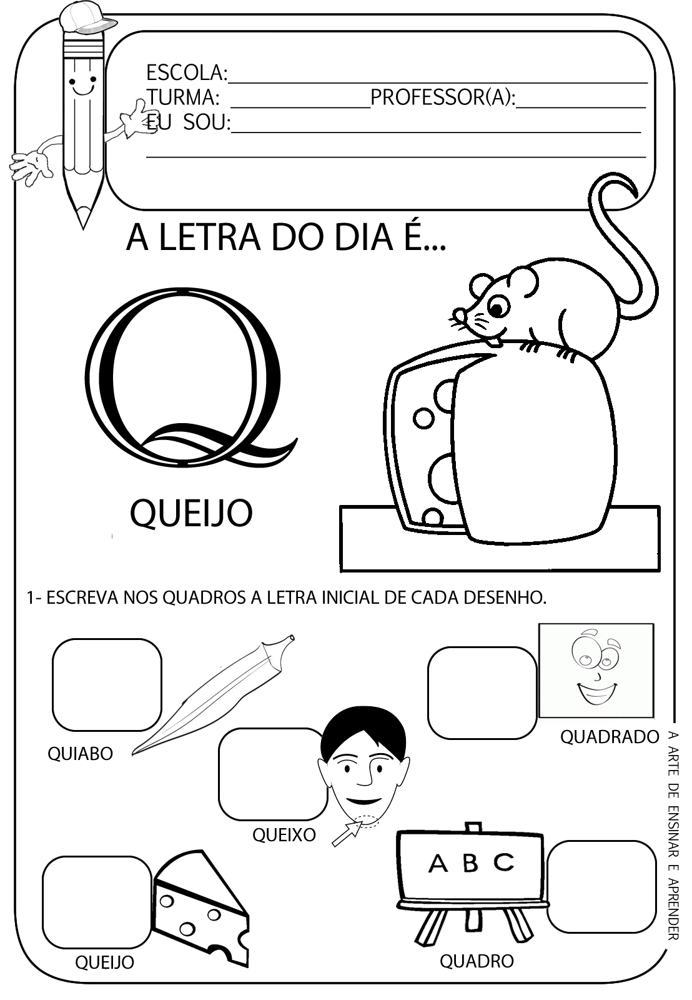 ESCOLA:
TURMA: PROFESSOR(A):
EU SOU:
A LETRA DO DIA É...
Q
QUEIJO
1- ESCREVA NOS QUADROS A LETRA INICIAL DE CADA DESENHO.
QUIABO
QUADRADO
QUEIXO
A B C
QUEIJO
QUADRO
A ARTE DE ENSINAR E APRENDER